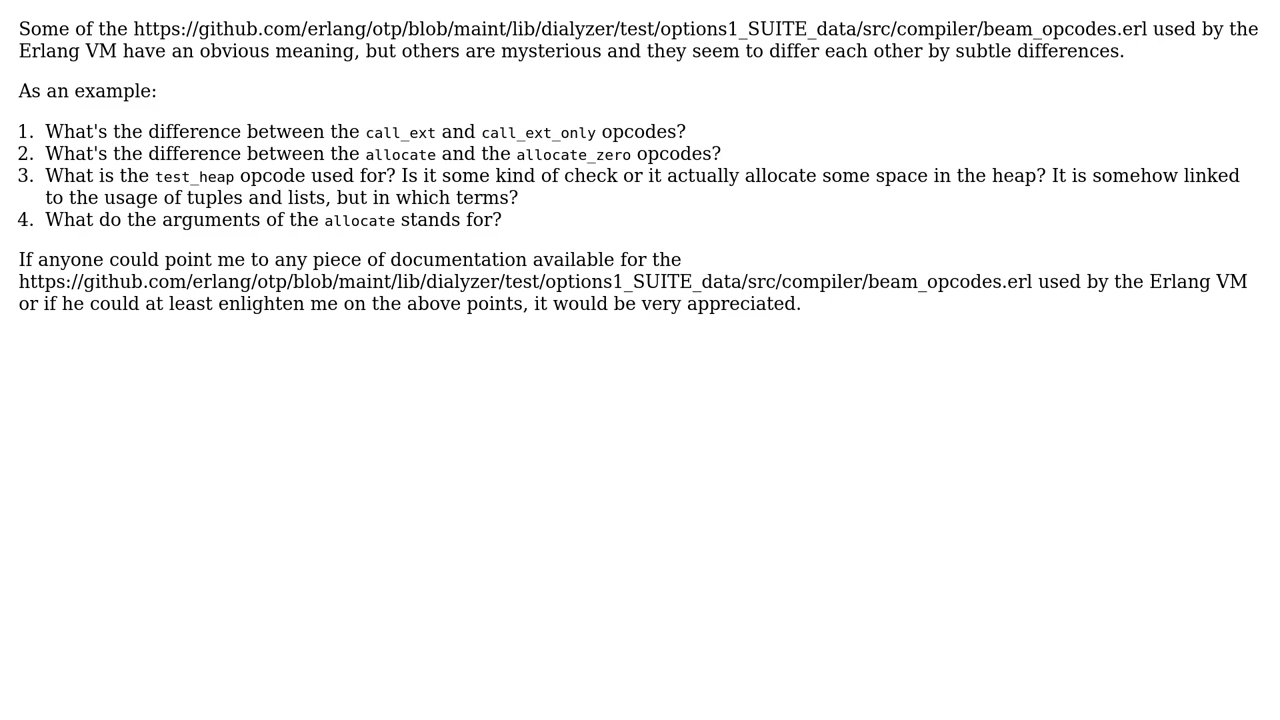 Some of the https://github.com/erlang/otp/blob/maint/lib/dialyzer/test/options1_SUITE_data/src/compiler/beam_opcodes.erl used by the
Erlang VM have an obvious meaning, but others are mysterious and they seem to differ each other by subtle differences.
As an example:
1. What's the difference between the call_ext and call_ext_only opcodes?
2. What's the difference between the allocate and the allocate_zero opcodes?
3. What is the test_heap opcode used for? Is it some kind of check or it actually allocate some space in the heap? It is somehow linked
to the usage of tuples and lists, but in which terms?
4. What do the arguments of the allocate stands for?
If anyone could point me to any piece of documentation available for the
https://github.com/erlang/otp/blob/maint/lib/dialyzer/test/options1_SUITE_data/src/compiler/beam_opcodes.erl used by the Erlang VM
or if he could at least enlighten me on the above points, it would be very appreciated.